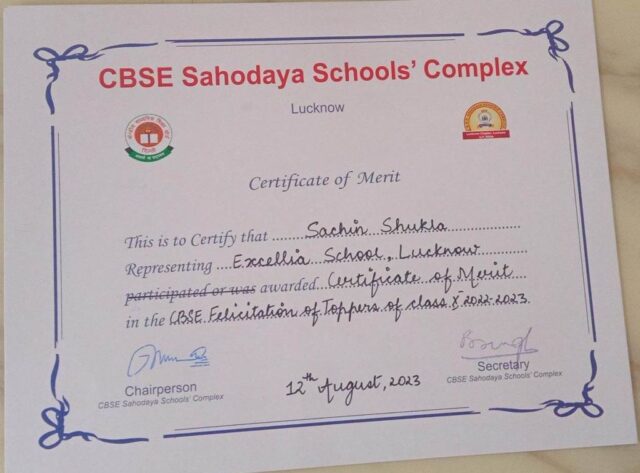 CBSE Sahodaya Schools' Complex
Lucknow
Certificate of Merit
This is to Certify that Sachin Shukla
Representing Excellia School, Lucknow
participated or was awarded Certificate of Merit
in the CBSE Felicitation of Toppers of class X 2022-2023
Chairperson
CBSE Sahodaya Schools' Complex
12th August, 2023
Secretary
CBSE Sahodaya Schools' Complex